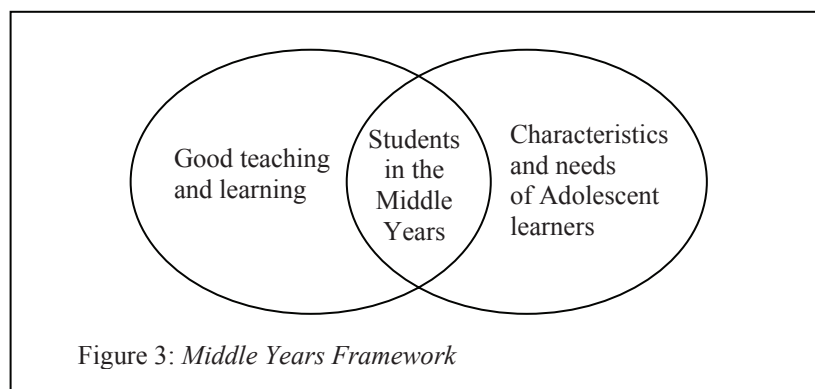 Good teaching
and learning
Students
in the
Middle
Years
Characteristics
and needs
of Adolescent
learners
Figure 3: Middle Years Framework